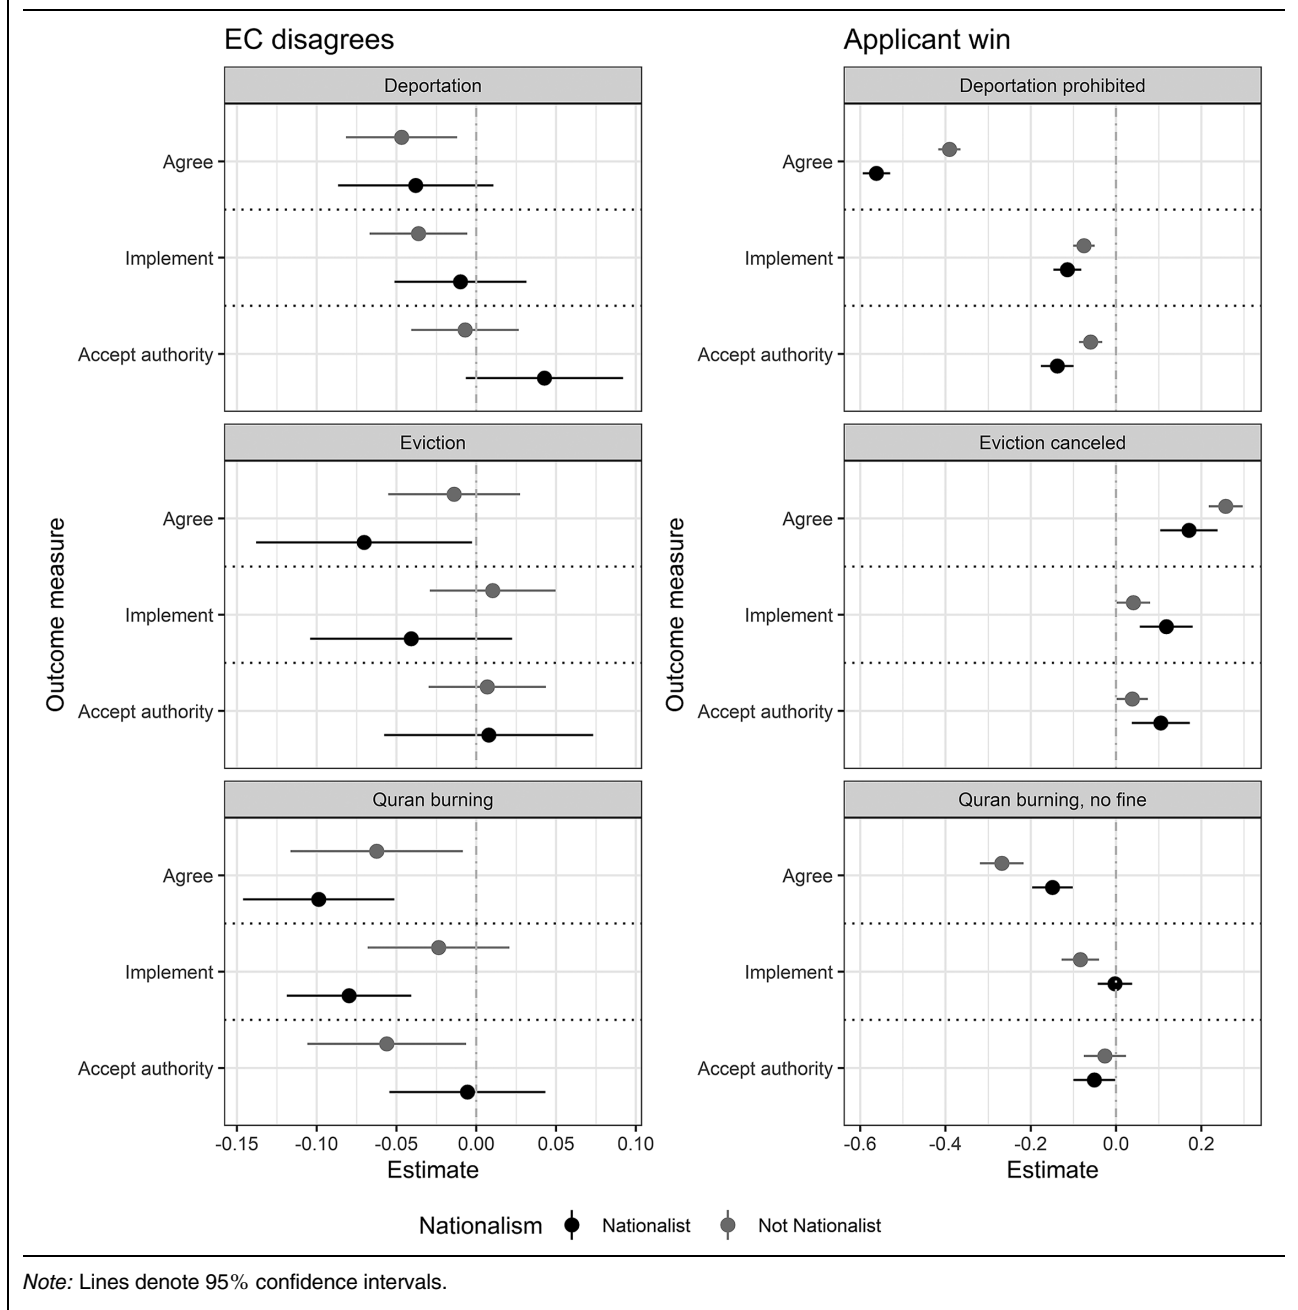 EC disagrees
Deportation
Agree
Implement
Accept authority
Eviction
Agree
Implement
Accept authority
Quran burning
Agree
Implement
Accept authority
-0.15 -0.10 -0.05 0.00 0.05 0.10
Estimate
Outcome measure
Applicant win
Deportation prohibited
Agree
Implement
Accept authority
Eviction canceled
Agree
Implement
Accept authority
Quran burning, no fine
Agree
Implement
Accept authority
-0.6 -0.4 -0.2 0.0 0.2
Estimate
Outcome measure
Nationalism Nationalist Not Nationalist
Note: Lines denote 95% confidence intervals.